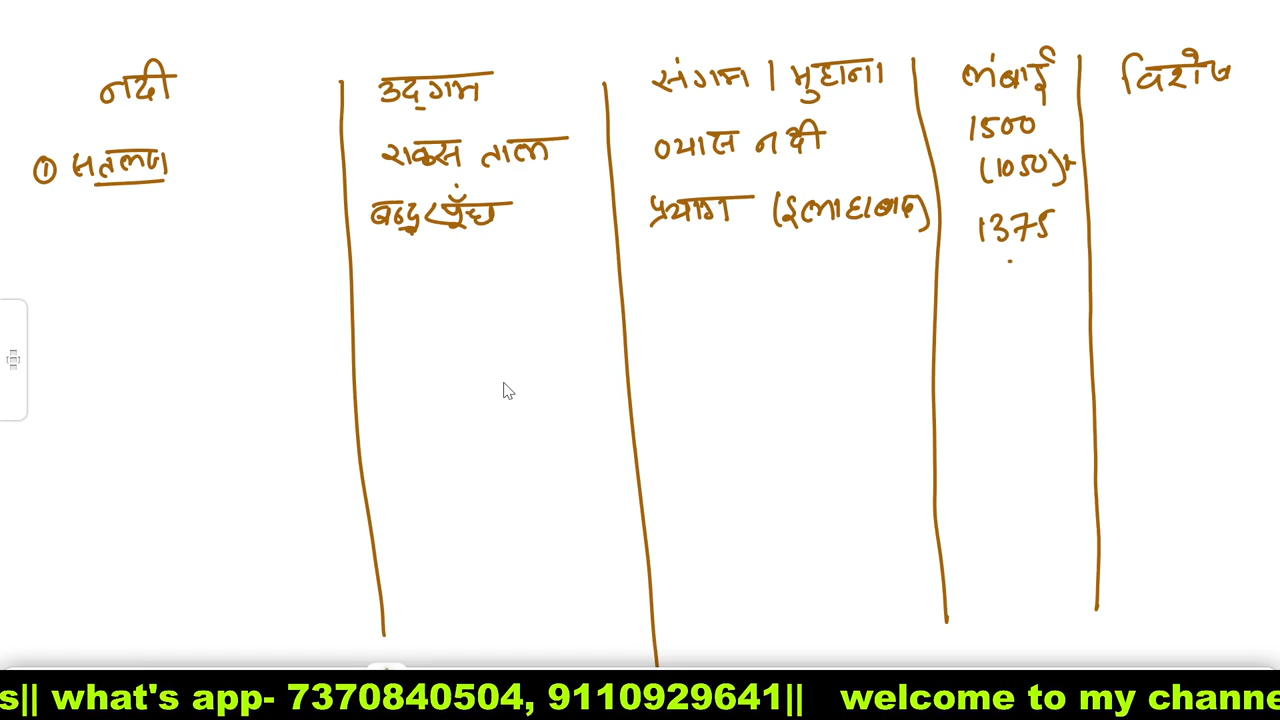 नदी उद्गम संगम | मुहाना लंबाई विशेष
① सतलज राकस ताल व्यास नदी 1500
(1050)
बन्दरपूँछ प्रयाग (इलाहाबाद) 1375
s|| what's app- 7370840504, 9110929641|| welcome to my channe